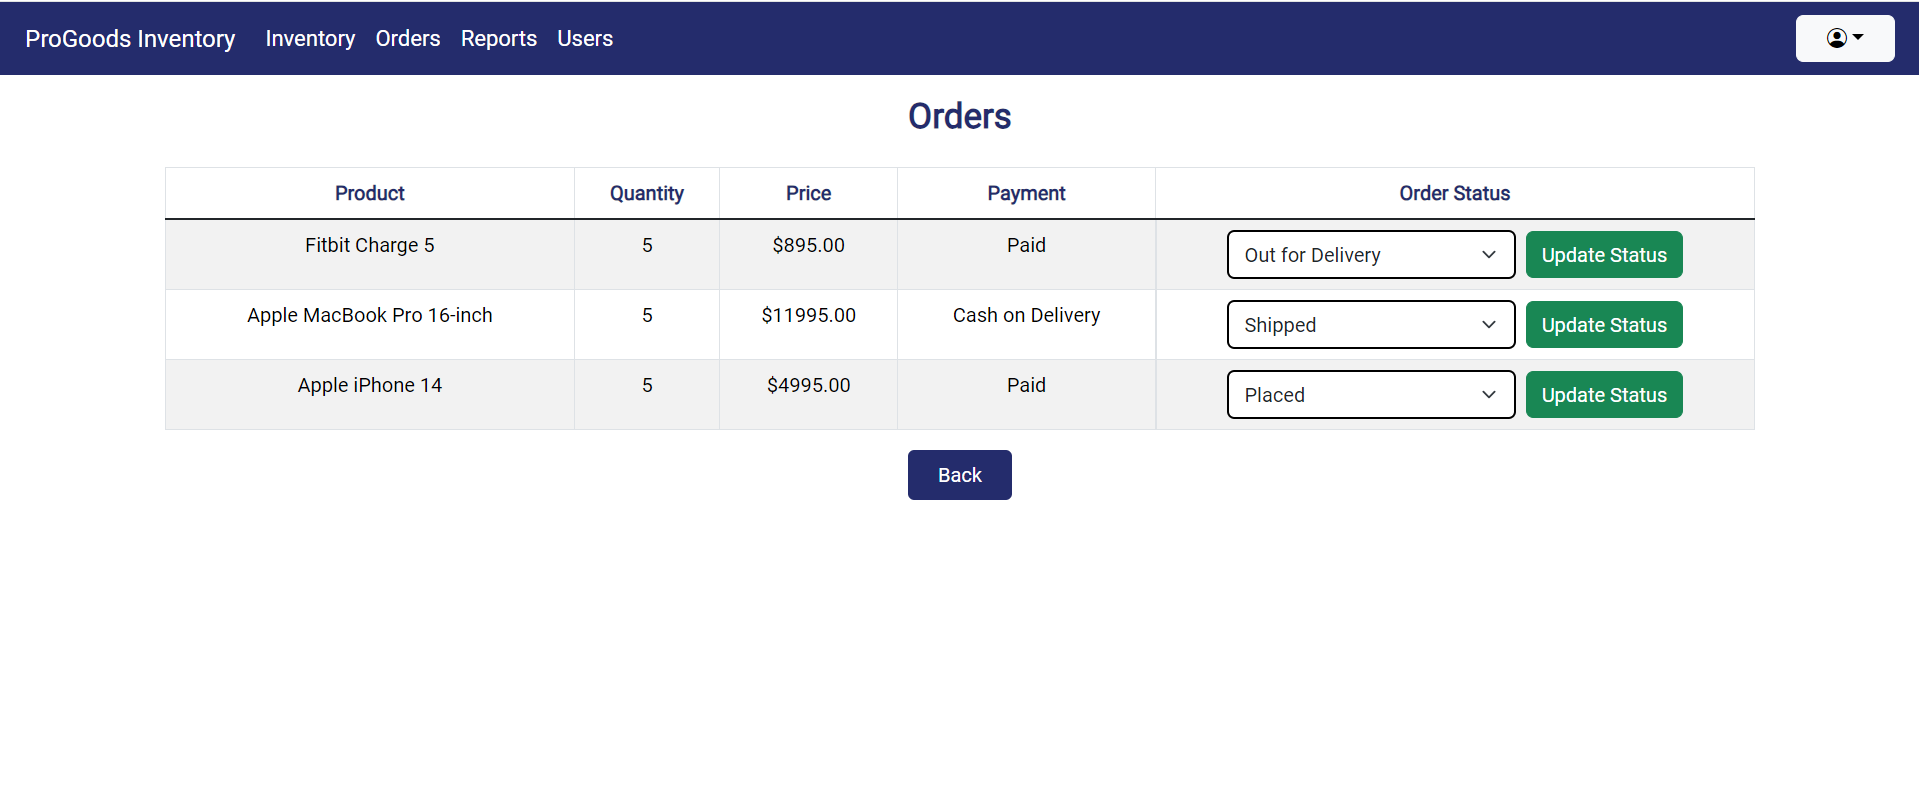 ProGoods Inventory Inventory Orders Reports Users
Orders
Product Quantity Price Payment Order Status
Fitbit Charge 5 5 $895.00 Paid Out for Delivery Update Status
Apple MacBook Pro 16-inch 5 $11995.00 Cash on Delivery Shipped Update Status
Apple iPhone 14 5 $4995.00 Paid Placed Update Status
Back